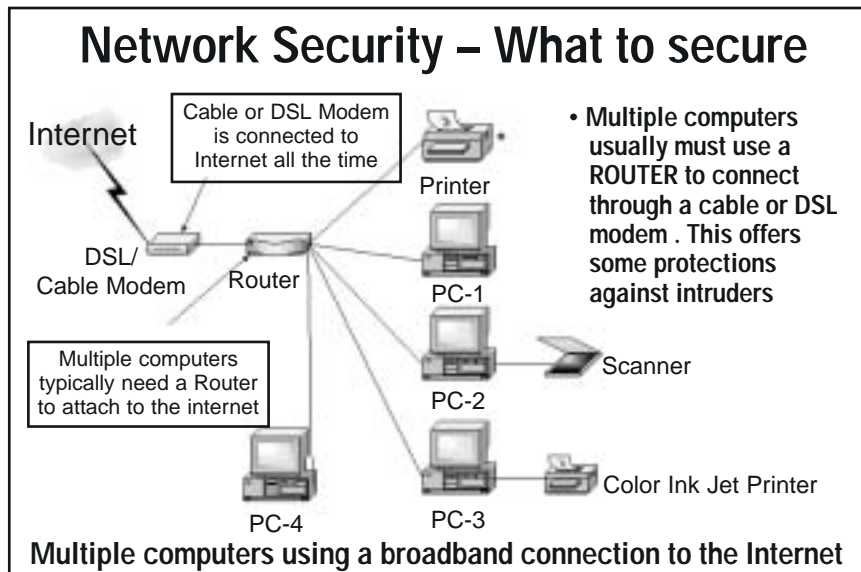 Network Security – What to secure
Internet
Cable or DSL Modem
is connected to
Internet all the time
Printer
• Multiple computers
usually must use a
ROUTER to connect
through a cable or DSL
modem . This offers
some protections
against intruders
DSL/
Cable Modem
Router
PC-1
Multiple computers
typically need a Router
to attach to the internet
PC-2
Scanner
PC-4
PC-3
Color Ink Jet Printer
Multiple computers using a broadband connection to the Internet